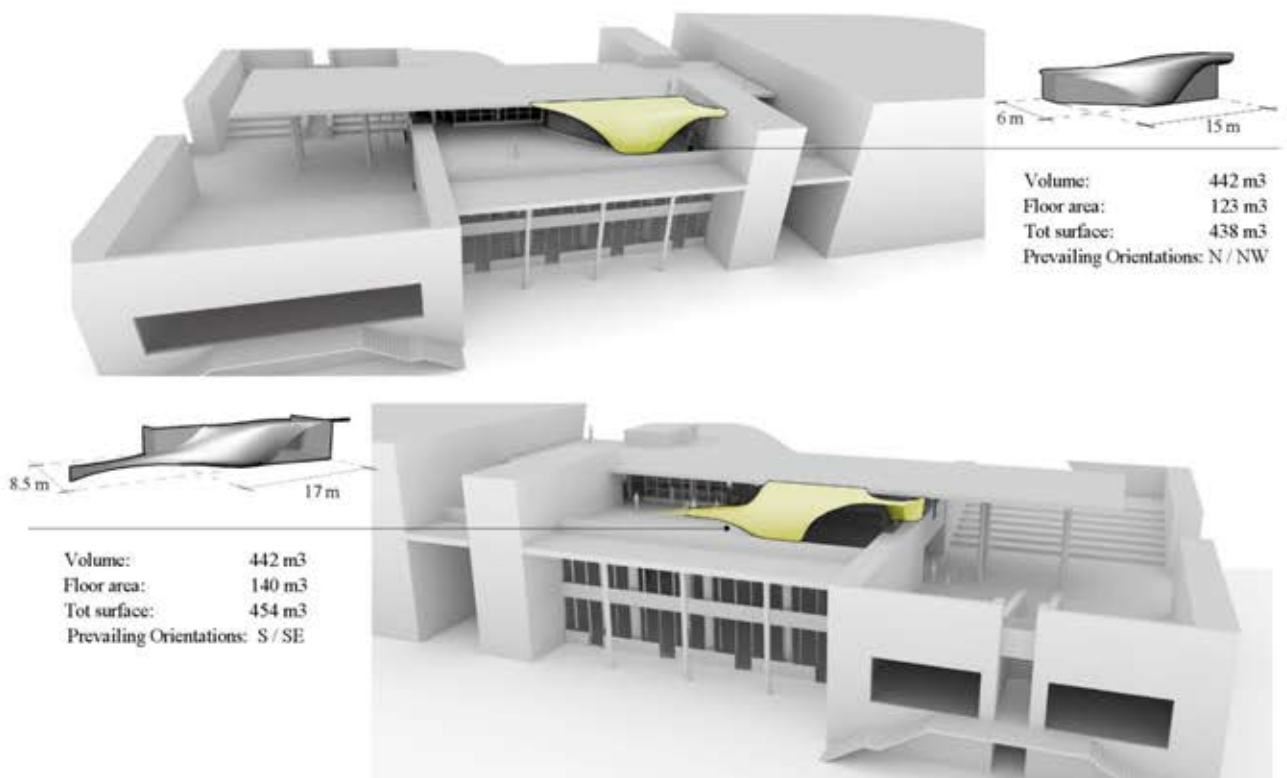 6 m
15 m
Volume: 442 m3
Floor area: 123 m3
Tot surface: 438 m3
Prevailing Orientations: N / NW
8.5 m
17 m
Volume: 442 m3
Floor area: 140 m3
Tot surface: 454 m3
Prevailing Orientations: S / SE